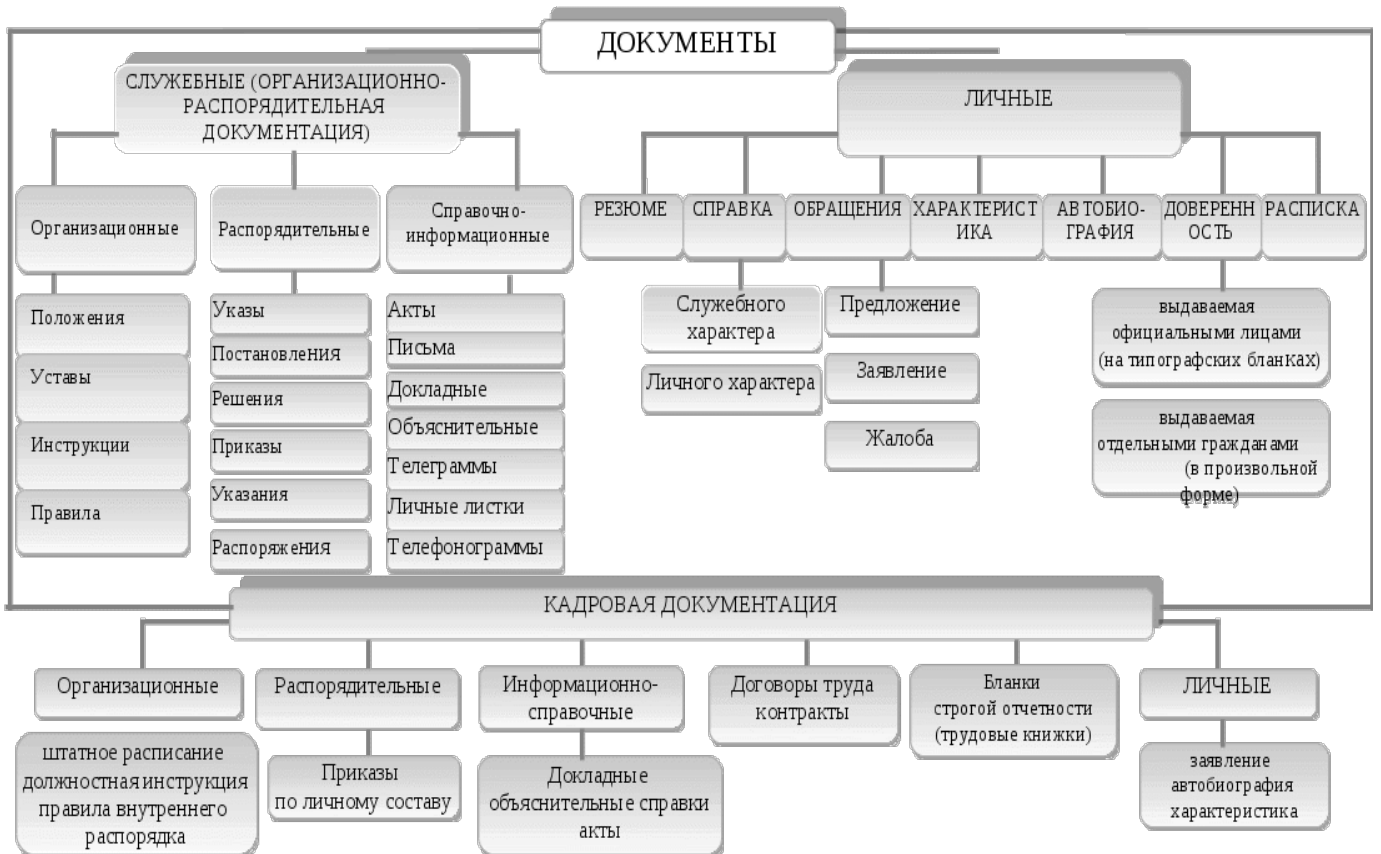 ДОКУМЕНТЫ
СЛУЖЕБНЫЕ (ОРГАНИЗАЦИОННО-
РАСПОРЯДИТЕЛЬНАЯ
ДОКУМЕНТАЦИЯ)
Организационные
Положения
Уставы
Инструкции
Правила
Распорядительные
Указы
Постановления
Решения
Приказы
Указания
Распоряжения
Справочно-
информационные
Акты
Письма
Докладные
Объяснительные
Телеграммы
Личные листки
Телефонограммы
ЛИЧНЫЕ
РЕЗЮМЕ
СПРАВКА
Служебного
характера
Личного характера
ОБРАЩЕНИЯ
Предложение
Заявление
Жалоба
ХАРАКТЕРИСТ
ИКА
АВТОБИО-
ГРАФИЯ
ДОВЕРЕНН
ОСТЬ
выдаваемая
официальными лицами
(на типографских бланках)
выдаваемая
отдельными гражданами
(в произвольной
форме)
РАСПИСКА
КАДРОВАЯ ДОКУМЕНТАЦИЯ
Организационные
штатное расписание
должностная инструкция
правила внутреннего
распорядка
Распорядительные
Приказы
по личному составу
Информационно-
справочные
Докладные
объяснительные справки
акты
Договоры труда
контракты
Бланки
строгой отчетности
(трудовые книжки)
ЛИЧНЫЕ
заявление
автобиография
характеристика